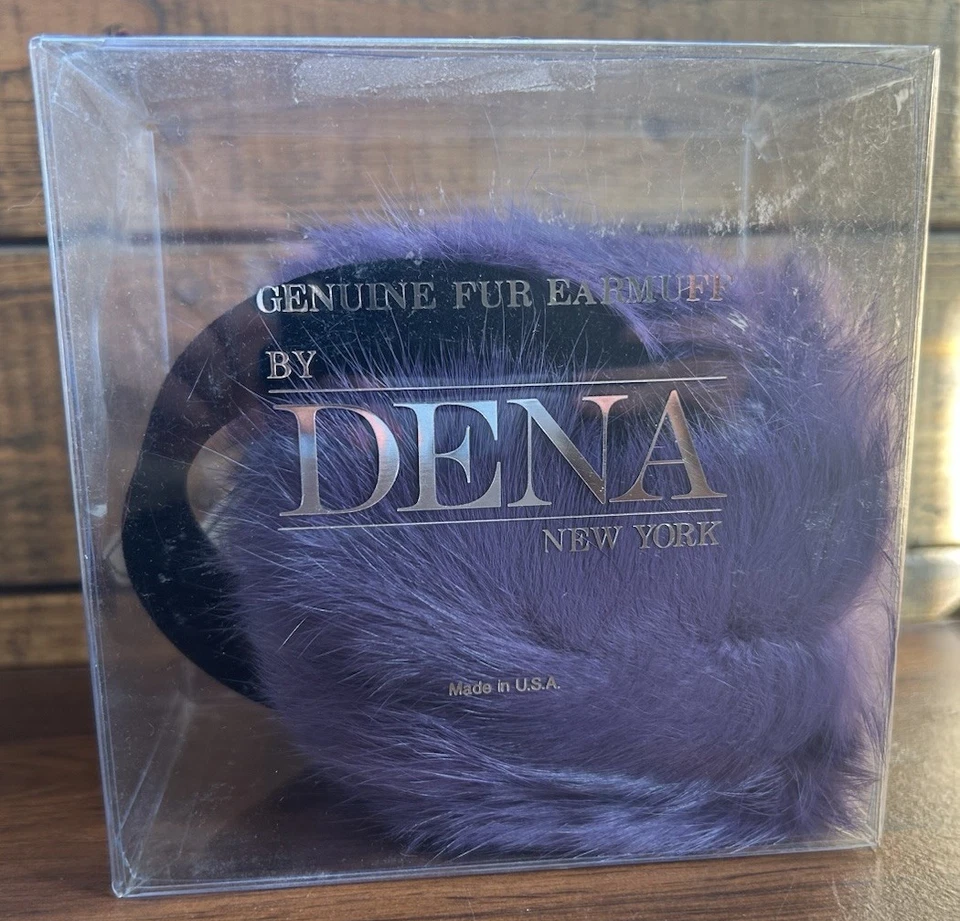 GENUINE FUR EARMUFF
BY
DENA
NEW YORK
Made in U.S.A.